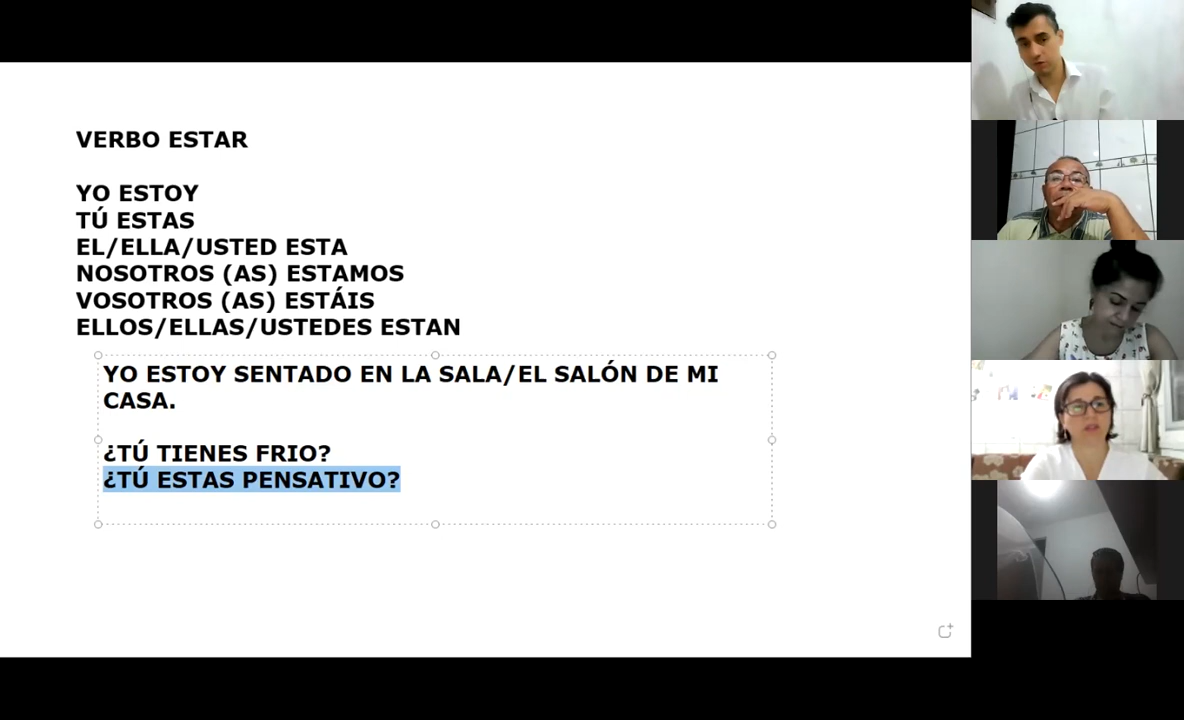 VERBO ESTAR
YO ESTOY
TÚ ESTAS
EL/ELLA/USTED ESTA
NOSOTROS (AS) ESTAMOS
VOSOTROS (AS) ESTÁIS
ELLOS/ELLAS/USTEDES ESTAN
YO ESTOY SENTADO EN LA SALA/EL SALÓN DE MI
CASA.
¿TÚ TIENES FRIO?
¿TÚ ESTAS PENSATIVO?